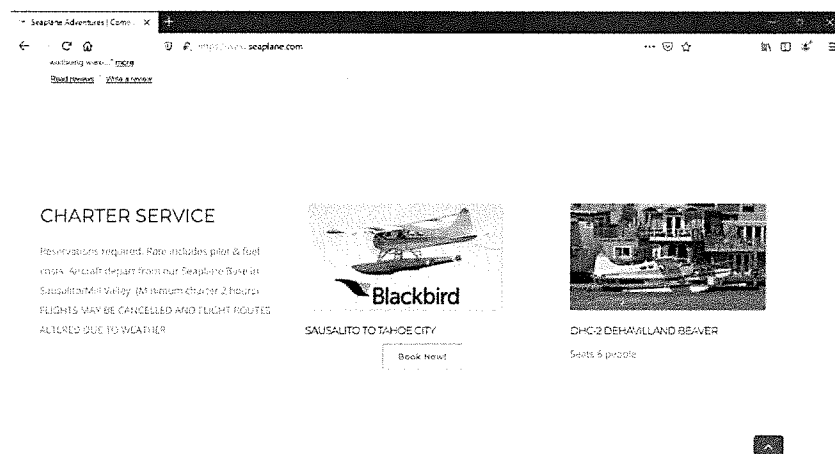 Seaplane Adventures | Come
https://www.seaplane.com
more
Read reviews Write a review
CHARTER SERVICE
Reservations required. Rate includes pilot & fuel
costs. Aircraft depart from our Seaplane Base in
Sausalito/Mill Valley. (Minimum charter 2 hours)
FLIGHTS MAY BE CANCELLED AND FLIGHT ROUTES
ALTERED DUE TO WEATHER
Blackbird
SAUSALITO TO TAHOE CITY
Book Now!
DHC-2 DEHAVILLAND BEAVER
Seats 6 people